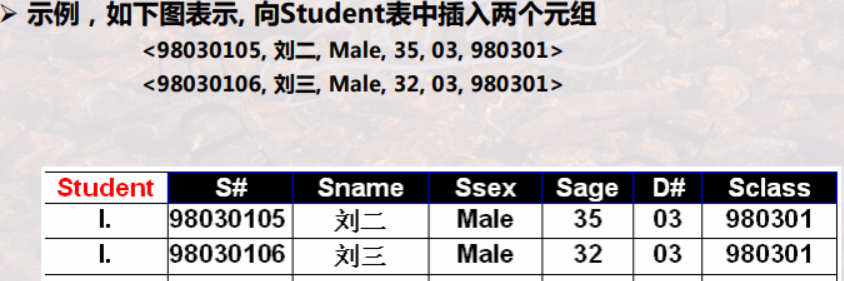 ➢ 示例，如下图表示, 向Student表中插入两个元组
<98030105, 刘二, Male, 35, 03, 980301>
<98030106, 刘三, Male, 32, 03, 980301>
Student S# Sname Ssex Sage D# Sclass
I. 98030105 刘二 Male 35 03 980301
I. 98030106 刘三 Male 32 03 980301